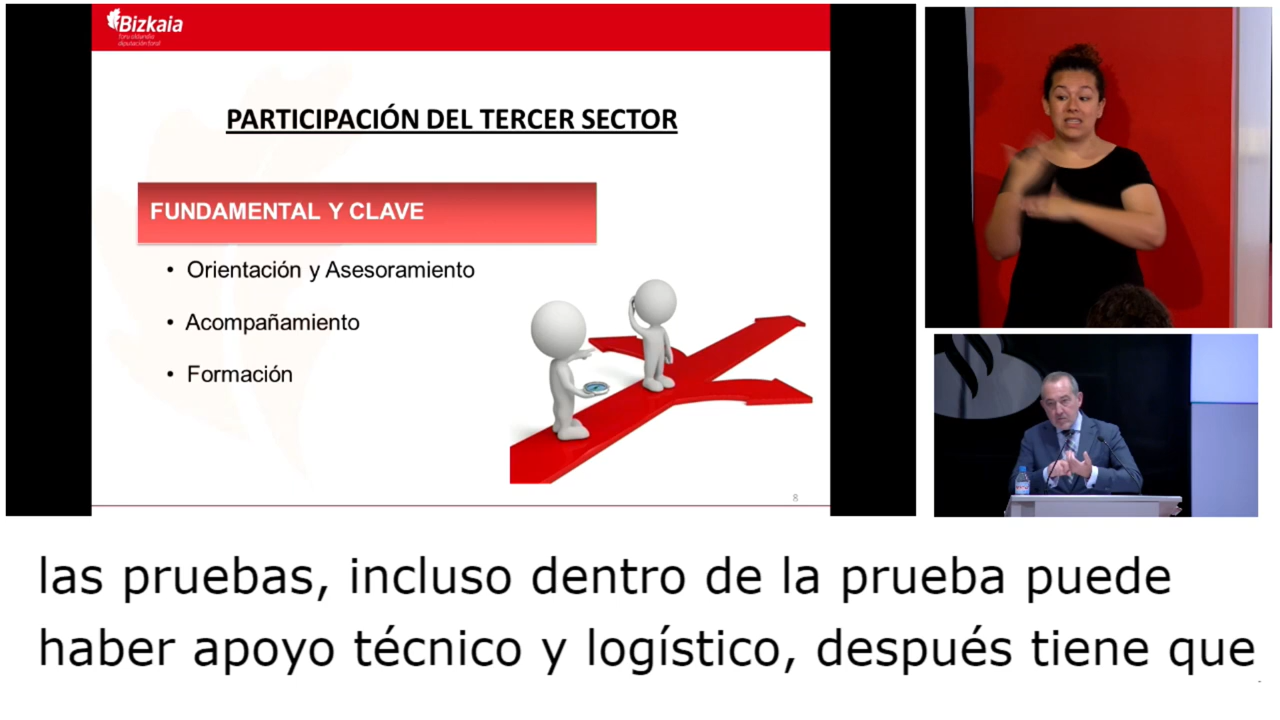 Bizkaia
foru aldundia
diputación foral
PARTICIPACIÓN DEL TERCER SECTOR
FUNDAMENTAL Y CLAVE
• Orientación y Asesoramiento
• Acompañamiento
• Formación
8
las pruebas, incluso dentro de la prueba puede
haber apoyo técnico y logístico, después tiene que